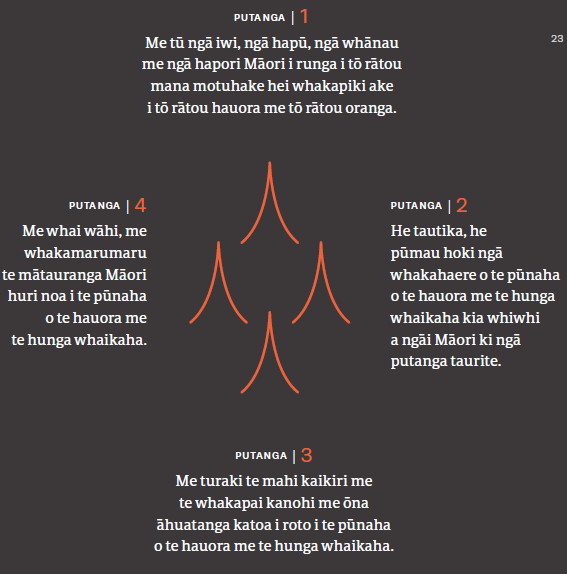 PUTANGA | 1
Me tū ngā iwi, ngā hapū, ngā whānau
me ngā hapori Māori i runga i tō rātou
mana motuhake hei whakapiki ake
i tō rātou hauora me tō rātou oranga.
23
PUTANGA | 2
He tautika, he
pūmau hoki ngā
whakahaere o te pūnaha
o te hauora me te hunga
whaikaha kia whiwhi
a ngāi Māori ki ngā
putanga taurite.
PUTANGA | 3
Me turaki te mahi kaikiri me
te whakapai kanohi me ōna
āhuatanga katoa i roto i te pūnaha
o te hauora me te hunga whaikaha.
PUTANGA | 4
Me whai wāhi, me
whakamarumaru
te mātauranga Māori
huri noa i te pūnaha
o te hauora me
te hunga whaikaha.